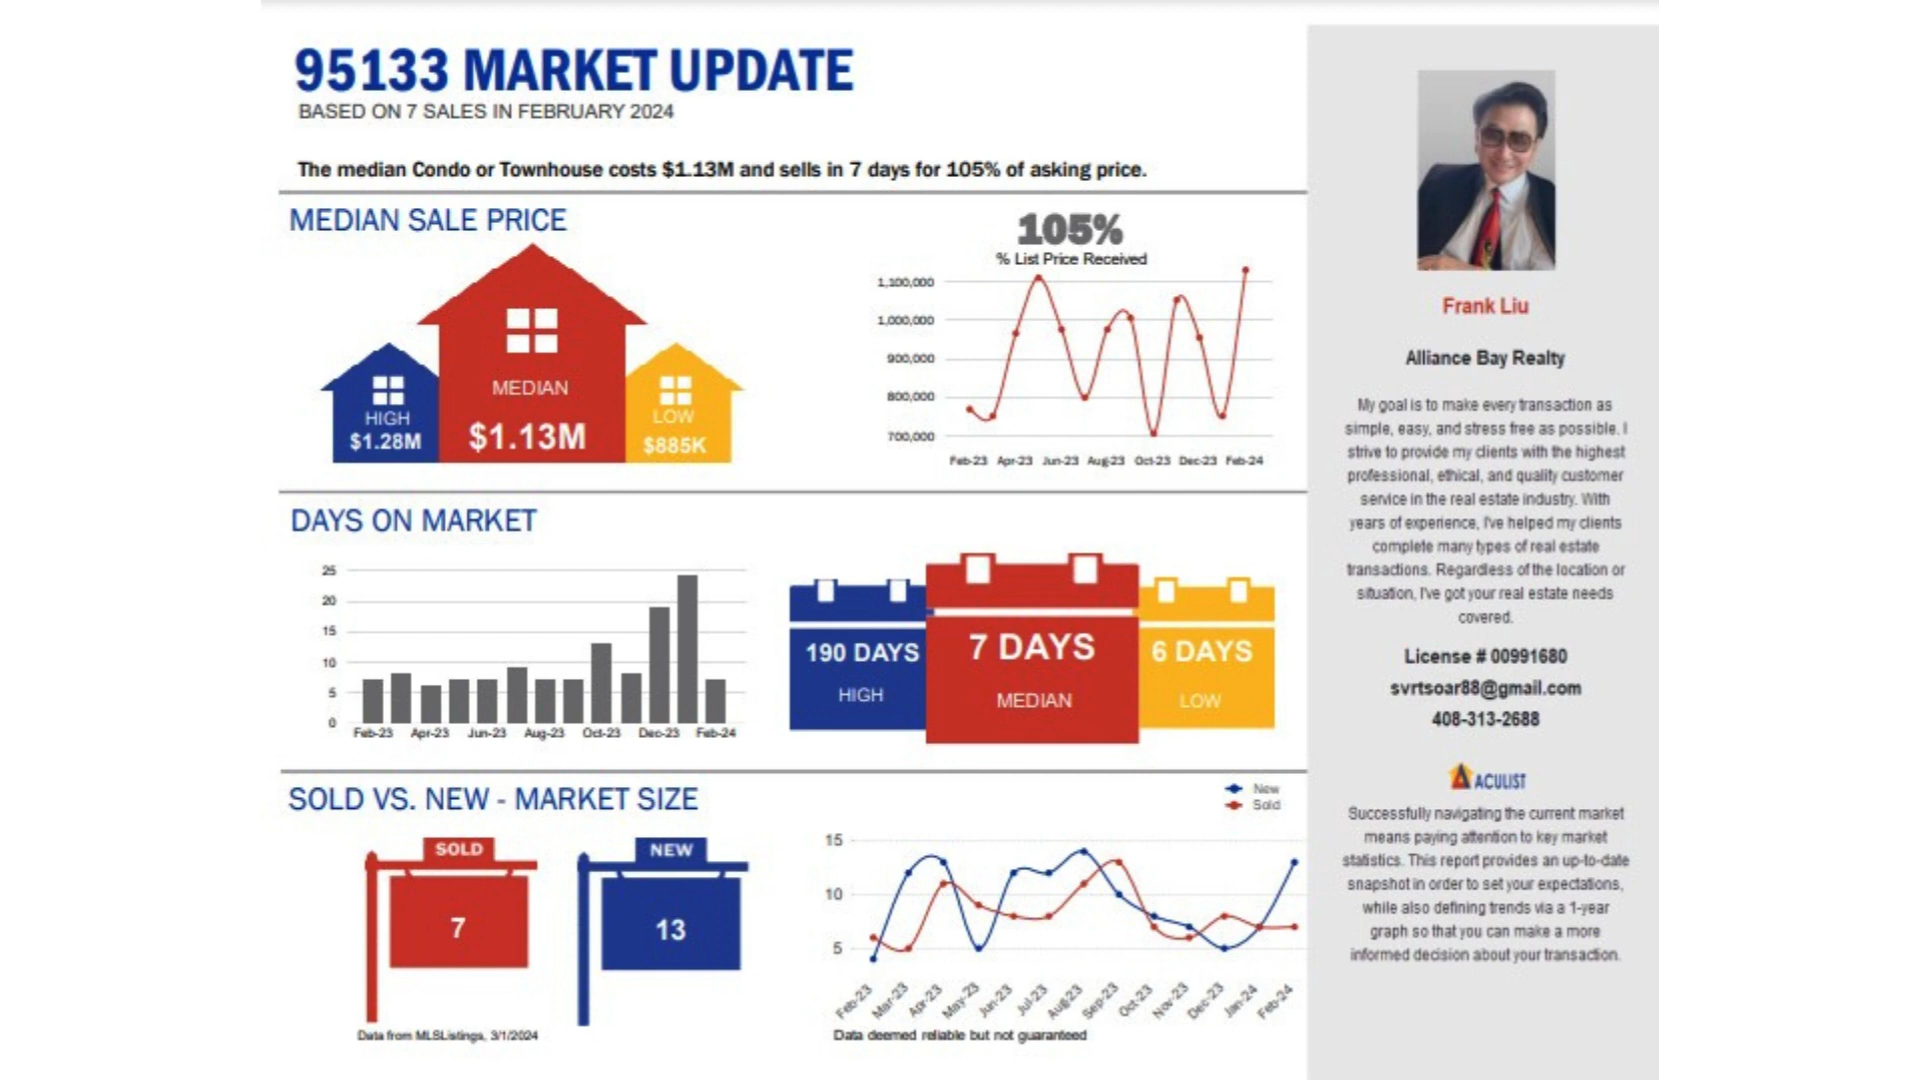 95133 MARKET UPDATE
BASED ON 7 SALES IN FEBRUARY 2024
The median Condo or Townhouse costs $1.13M and sells in 7 days for 105% of asking price.
MEDIAN SALE PRICE
HIGH
$1.28M
MEDIAN
$1.13M
LOW
$885K
105%
% List Price Received
1,100,000
1,000,000
900,000
800,000
700,000
Feb-23 Apr-23 Jun-23 Aug-23 Oct-23 Dec-23 Feb-24
DAYS ON MARKET
25
20
15
10
5
0
Feb-23 Apr-23 Jun-23 Aug-23 Oct-23 Dec-23 Feb-24
190 DAYS
HIGH
7 DAYS
MEDIAN
6 DAYS
LOW
SOLD VS. NEW - MARKET SIZE
SOLD
7
NEW
13
New
Sold
15
10
5
Feb-23 Mar-23 Apr-23 May-23 Jun-23 Jul-23 Aug-23 Sep-23 Oct-23 Nov-23 Dec-23 Jan-24 Feb-24
Data from MLSListings, 3/1/2024
Data deemed reliable but not guaranteed
Frank Liu
Alliance Bay Realty
My goal is to make every transaction as
simple, easy, and stress free as possible. I
strive to provide my clients with the highest
professional, ethical, and quality customer
service in the real estate industry. With
years of experience, I've helped my clients
complete many types of real estate
transactions. Regardless of the location or
situation, I've got your real estate needs
covered.
License # 00991680
svrtsoar88@gmail.com
408-313-2688
ACULIST
Successfully navigating the current market
means paying attention to key market
statistics. This report provides an up-to-date
snapshot in order to set your expectations,
while also defining trends via a 1-year
graph so that you can make a more
informed decision about your transaction.